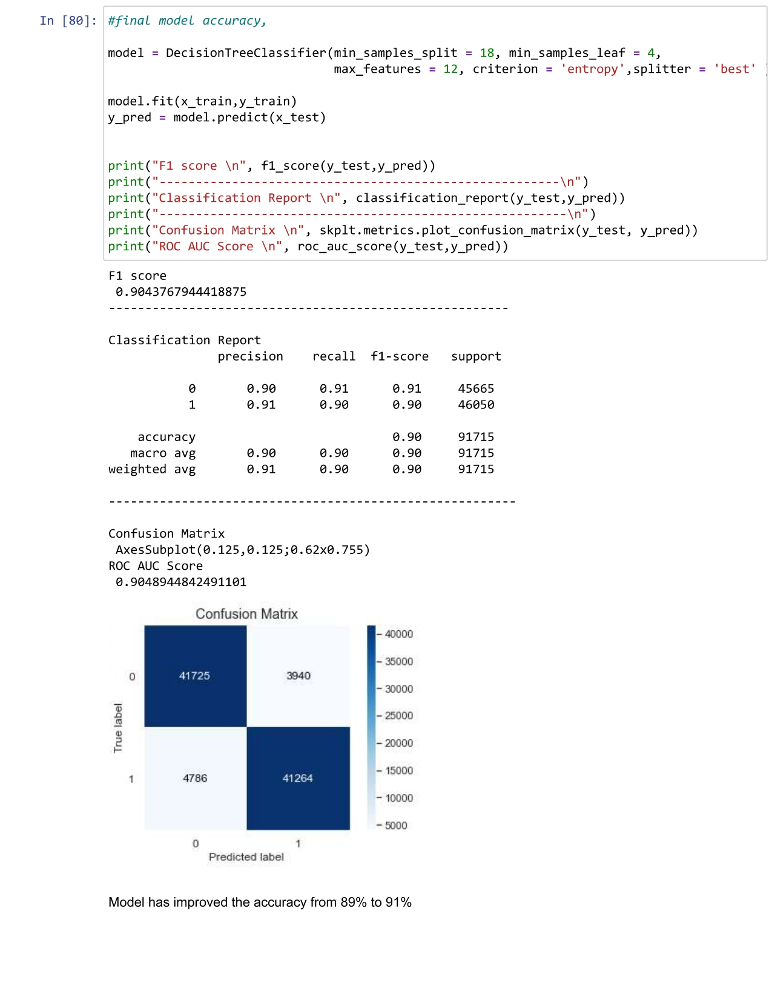 In [80]: #final model accuracy,
model = DecisionTreeClassifier(min_samples_split = 18, min_samples_leaf = 4,
max_features = 12, criterion = 'entropy',splitter = 'best'
model.fit(x_train,y_train)
y_pred = model.predict(x_test)
print("F1 score \n", f1_score(y_test,y_pred))
print("-------------------------------------------------------\n")
print("Classification Report \n", classification_report(y_test,y_pred))
print("--------------------------------------------------------\n")
print("Confusion Matrix \n", skplt.metrics.plot_confusion_matrix(y_test, y_pred))
print("ROC AUC Score \n", roc_auc_score(y_test,y_pred))
F1 score
0.9043767944418875
-------------------------------------------------------
Classification Report
precision recall f1-score support
0 0.90 0.91 0.91 45665
1 0.91 0.90 0.90 46050
accuracy 0.90 91715
macro avg 0.90 0.90 0.90 91715
weighted avg 0.91 0.90 0.90 91715
--------------------------------------------------------
Confusion Matrix
AxesSubplot(0.125,0.125;0.62x0.755)
ROC AUC Score
0.9048944842491101
Confusion Matrix
40000
35000
0 41725 3940
30000
25000
True label
20000
15000
1 4786 41264
10000
5000
0 1
Predicted label
Model has improved the accuracy from 89% to 91%